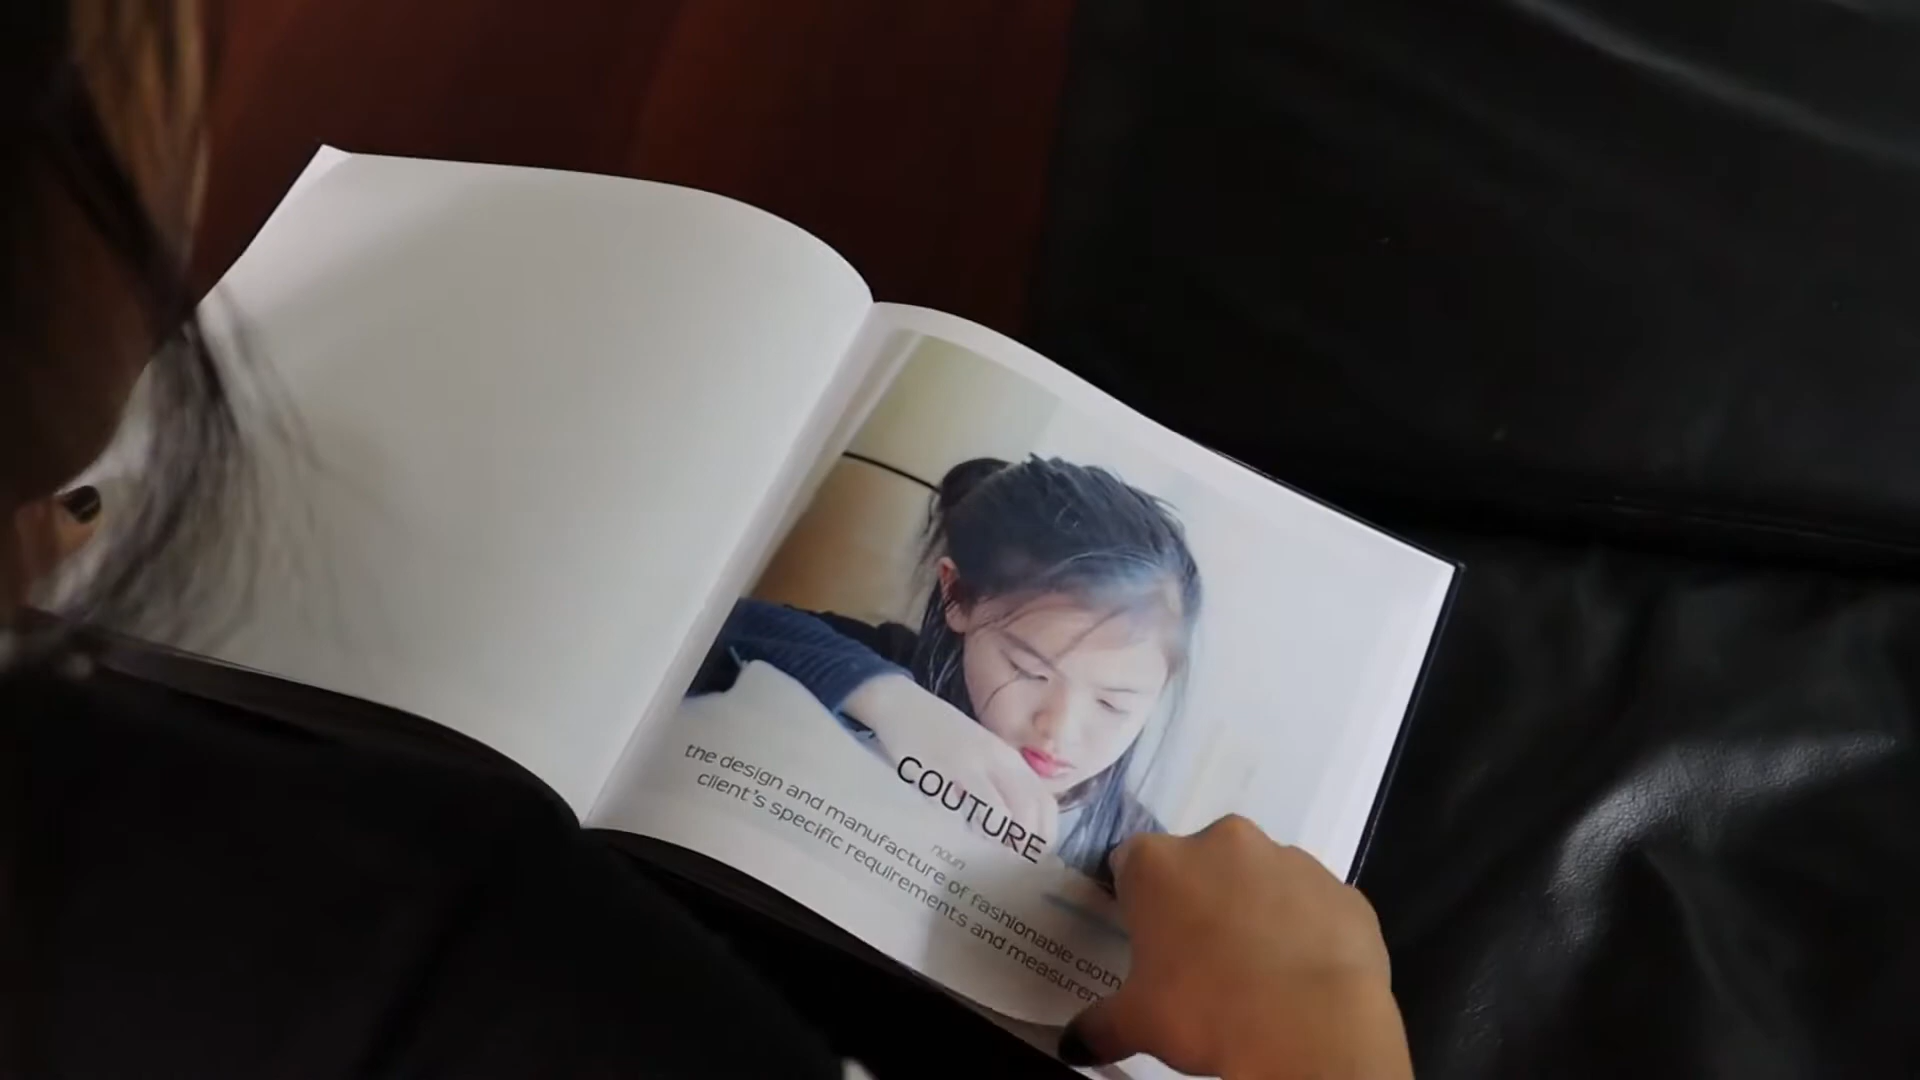 COUTURE
noun
the design and manufacture of fashionable cloth
client's specific requirements and measurem